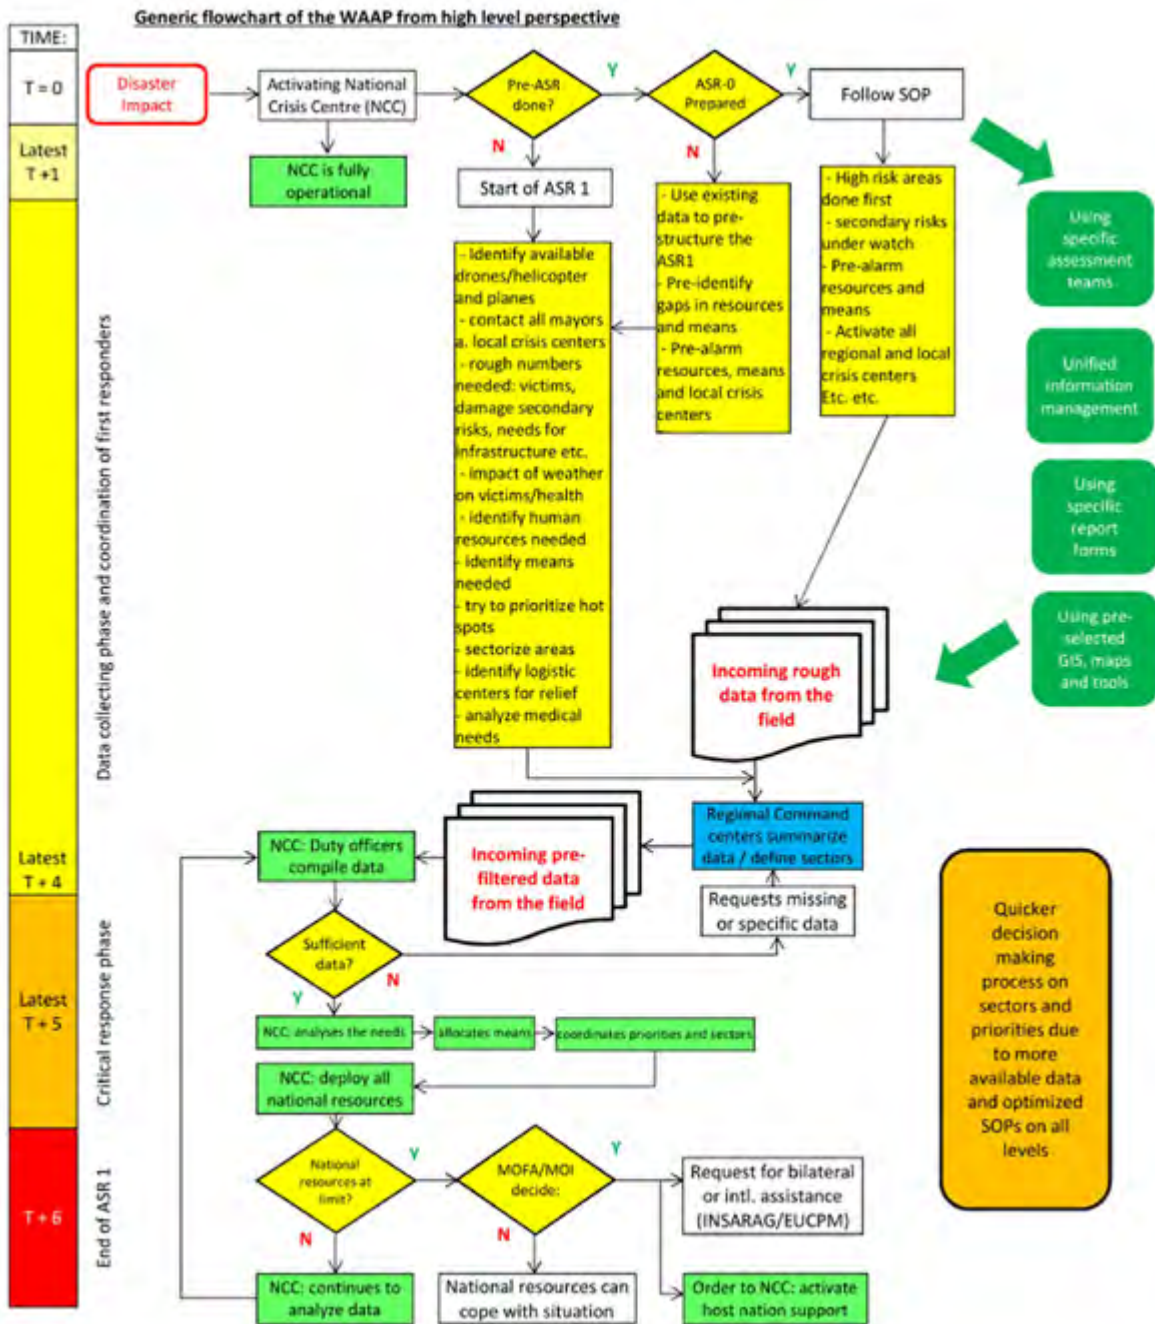 Generic flowchart of the WAAP from high level perspective
TIME:
T = 0
Latest
T +1
Latest
T + 4
Latest
T + 5
T + 6
Data collecting phase and coordination of first responders
Critical response phase
End of ASR 1
Disaster
Impact
Activating National
Crisis Centre (NCC)
Pre-ASR
done?
Y
ASR-0
Prepared
Y
Follow SOP
N
N
NCC is fully
operational
Start of ASR 1
- Identify available
drones/helicopter
and planes
- contact all mayors
a. local crisis centers
- rough numbers
needed: victims,
damage secondary
risks, needs for
infrastructure etc.
- impact of weather
on victims/health
- identify human
resources needed
- identify means
needed
- try to prioritize hot
spots
- sectorize areas
- identify logistic
centers for relief
- analyze medical
needs
- Use existing
data to pre-
structure the
ASR1
- Pre-identify
gaps in resources
and means
- Pre-alarm
resources, means
and local crisis
centers
- High risk areas
done first
- secondary risks
under watch
- Pre-alarm
resources and
means
- Activate all
regional and local
crisis centers
Etc. etc.
Using
specific
assessment
teams
Unified
information
management
Using
specific
report
forms
Using pre-
selected
GIS, maps
and tools
Incoming rough
data from the
field
Regional Command
centers summarize
data / define sectors
Incoming pre-
filtered data
from the field
NCC: Duty officers
compile data
Requests missing
or specific data
Sufficient
data?
N
Y
NCC: analyses the needs
allocates means
coordinates priorities and sectors
NCC: deploy all
national resources
National
resources at
limit?
Y
MOFA/MOI
decide:
Y
Request for bilateral
or intl. assistance
(INSARAG/EUCPM)
N
N
NCC: continues to
analyze data
National resources can
cope with situation
Order to NCC: activate
host nation support
Quicker
decision
making
process on
sectors and
priorities due
to more
available data
and optimized
SOPs on all
levels